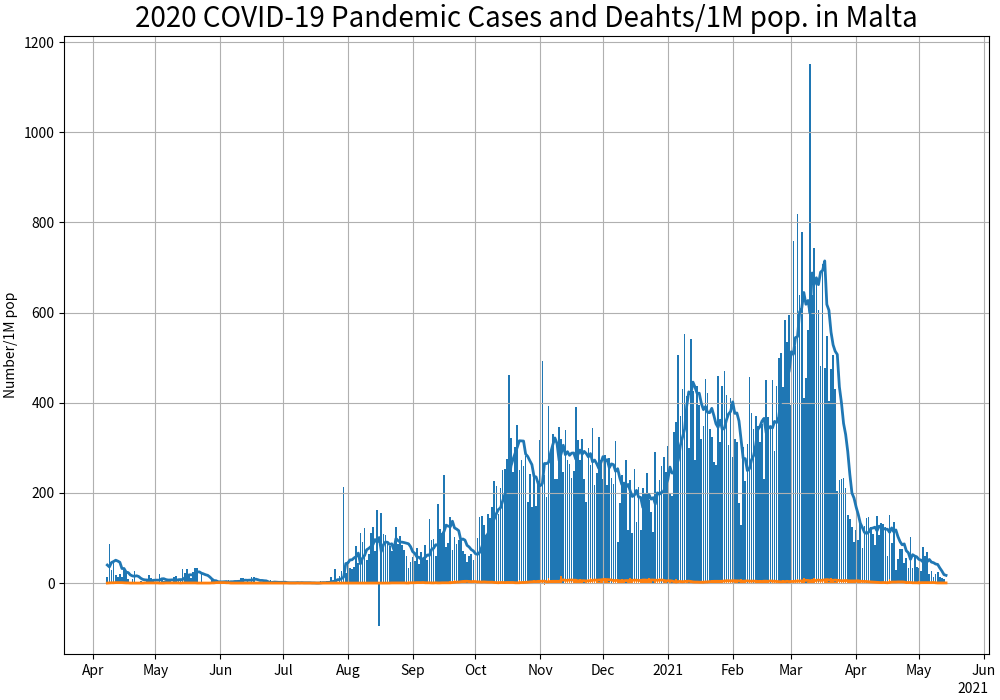 2020 COVID-19 Pandemic Cases and Deahts/1M pop. in Malta
1200
1000
800
600
400
200
0
Number/1M pop
Apr May Jun Jul Aug Sep Oct Nov Dec 2021 Feb Mar Apr May Jun
2021